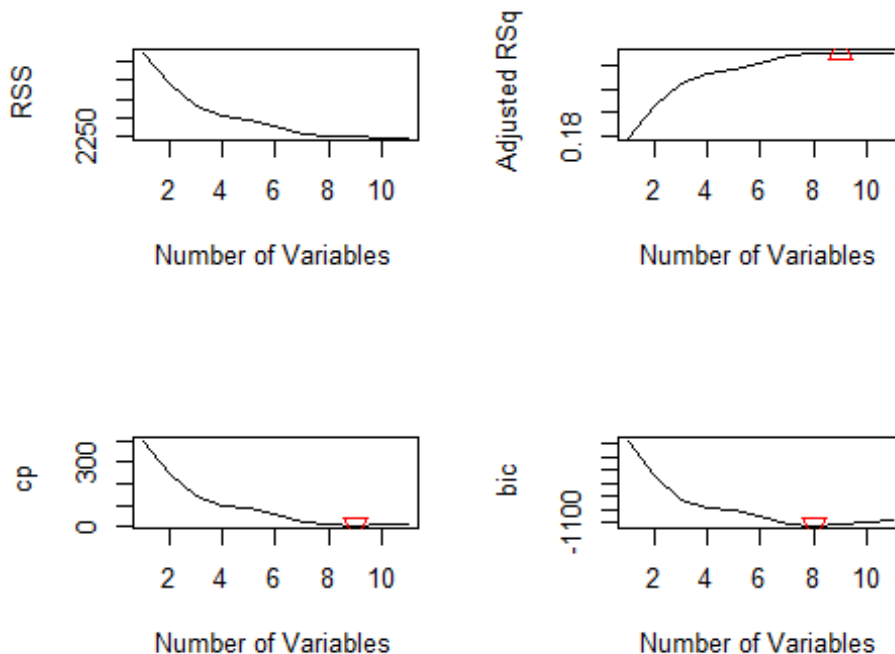 RSS
2250
2 4 6 8 10
Number of Variables
Adjusted RSq
0.18
2 4 6 8 10
Number of Variables
cp
0 300
2 4 6 8 10
Number of Variables
bic
-1100
2 4 6 8 10
Number of Variables